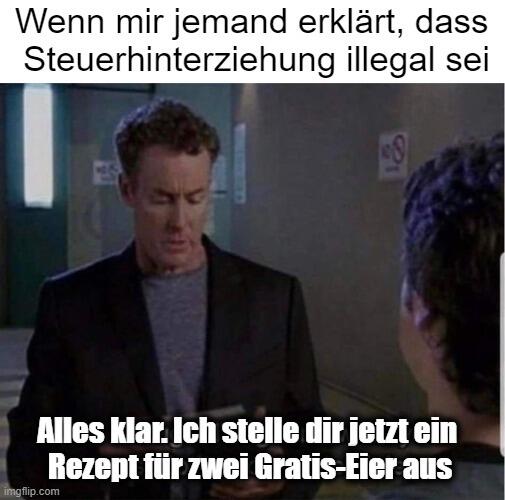 Wenn mir jemand erklärt, dass
Steuerhinterziehung illegal sei
Alles klar. Ich stelle dir jetzt ein
Rezept für zwei Gratis-Eier aus
imgflip.com